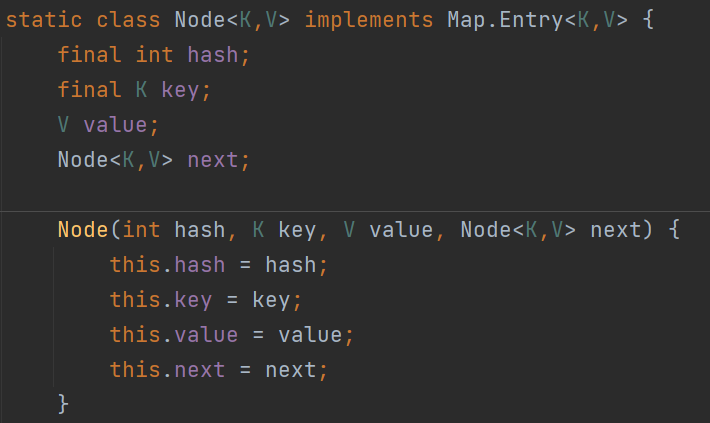 static class Node<K,V> implements Map.Entry<K,V> {
    final int hash;
    final K key;
    V value;
    Node<K,V> next;
    Node(int hash, K key, V value, Node<K,V> next) {
        this.hash = hash;
        this.key = key;
        this.value = value;
        this.next = next;
    }